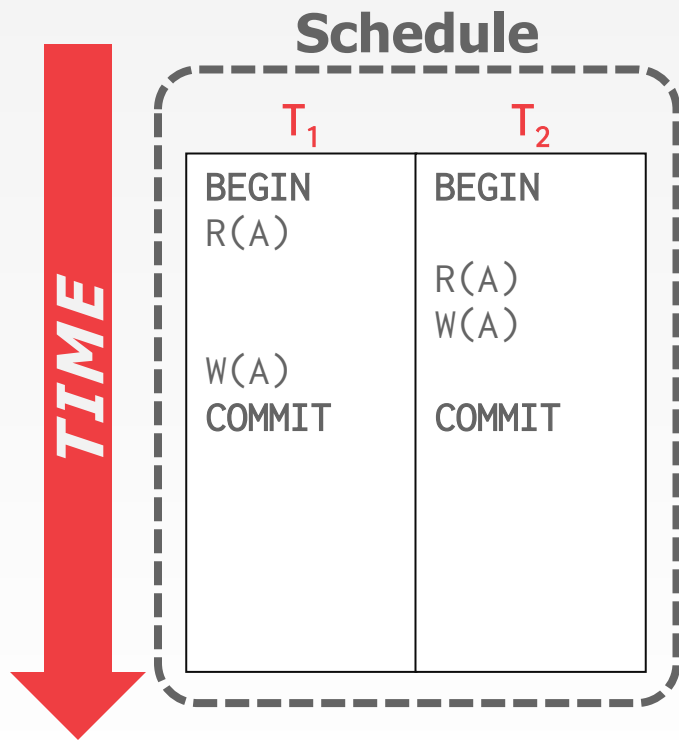 Schedule
TIME
T₁ T₂
BEGIN BEGIN
R(A)
R(A)
W(A)
W(A)
COMMIT COMMIT